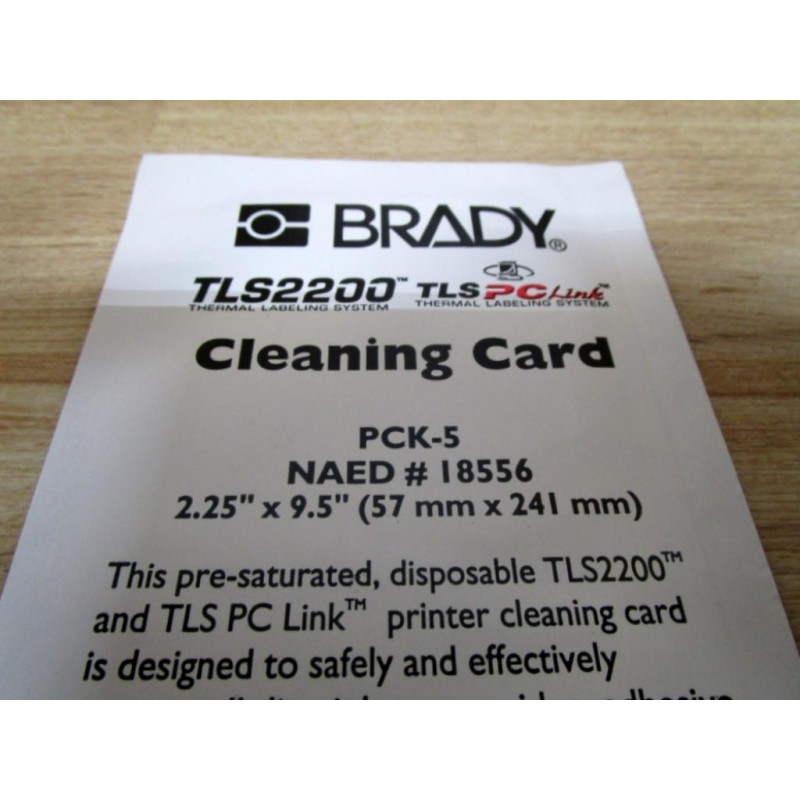 BRADY®
TLS2200™ TLS PC Link™
THERMAL LABELING SYSTEM THERMAL LABELING SYSTEM
Cleaning Card
PCK-5
NAED # 18556
2.25" x 9.5" (57 mm x 241 mm)
This pre-saturated, disposable TLS2200™
and TLS PC Link™ printer cleaning card
is designed to safely and effectively
adhesive